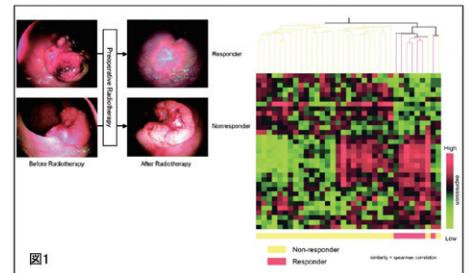 Responder
Preoperative Radiotherapy
Nonresponder
Before Radiotherapy
After Radiotherapy
図1
High
expression
Low
Non-responder
Responder
similarity = spearman correlation